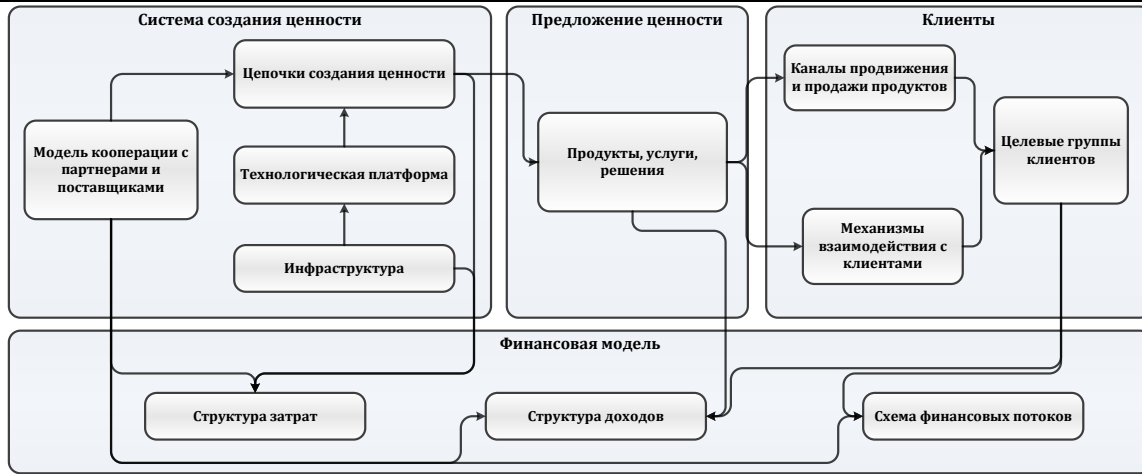 Система создания ценности
Предложение ценности
Клиенты
Цепочки создания ценности
Каналы продвижения
и продажи продуктов
Модель кооперации с
партнерами и
поставщиками
Технологическая платформа
Продукты, услуги,
решения
Целевые группы
клиентов
Инфраструктура
Механизмы
взаимодействия с
клиентами
Финансовая модель
Структура затрат
Структура доходов
Схема финансовых потоков